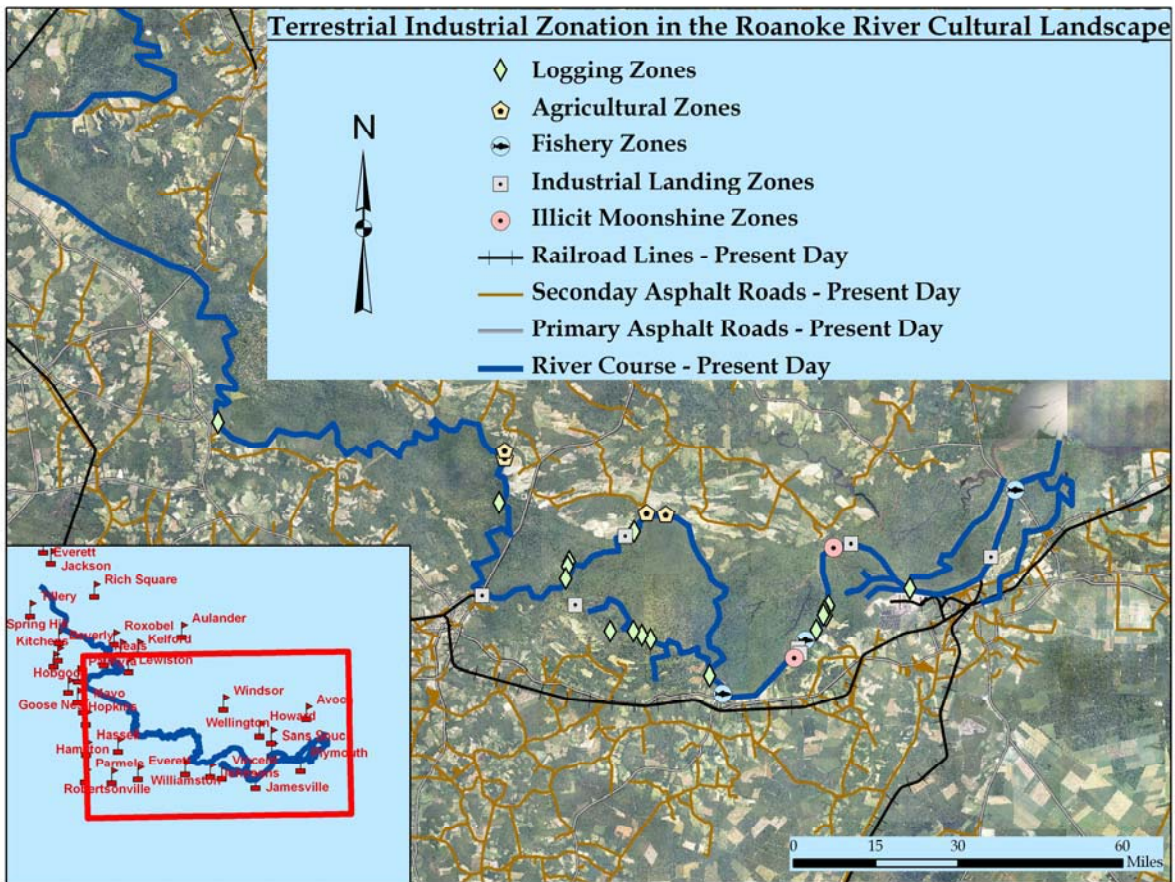 Terrestrial Industrial Zonation in the Roanoke River Cultural Landscape
Logging Zones
Agricultural Zones
Fishery Zones
Industrial Landing Zones
Illicit Moonshine Zones
Railroad Lines - Present Day
Seconday Asphalt Roads - Present Day
Primary Asphalt Roads - Present Day
River Course - Present Day
N
Everett
Jackson
Rich Square
Spring Hill
Kitchens
Roxobel
Aulander
Kelford
Lewiston
Hobgood
Mayo
Goose Nest
Hopkins
Windsor
Avoca
Wellington
Howard
Sans Souci
Hassell
Hamilton
Plymouth
Parmele
Everett
Robertsonville
Williamston
Jamesville
0 15 30 60
Miles